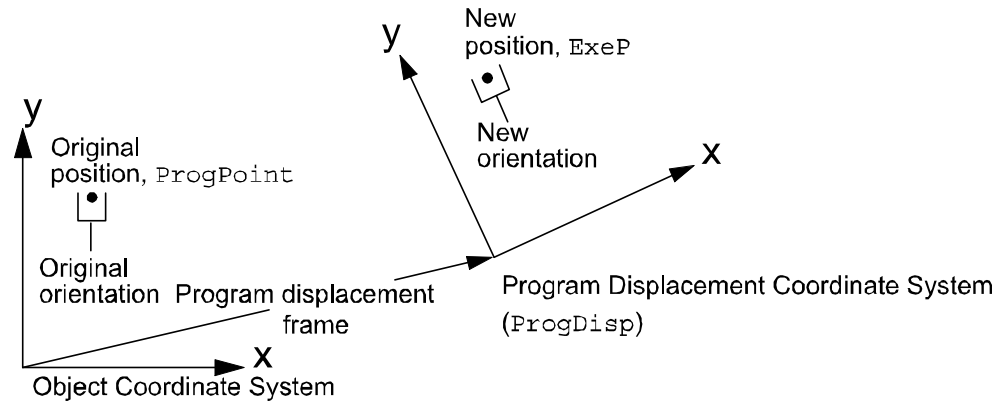 y
Original
position, ProgPoint
Original
orientation
Program displacement
frame
x
Object Coordinate System
y
New
position, ExeP
New
orientation
x
Program Displacement Coordinate System
(ProgDisp)